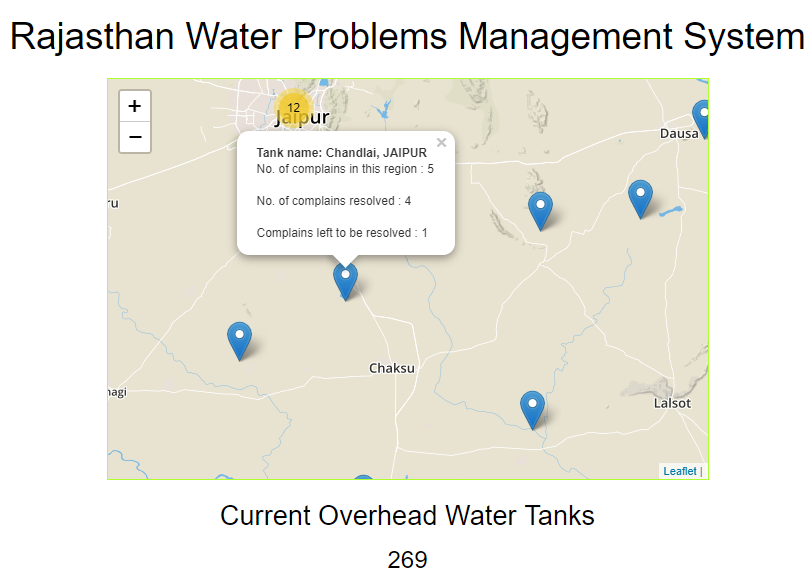 Rajasthan Water Problems Management System
+
−
12
Jaipur
Dausa
×
Tank name: Chandlai, JAIPUR
No. of complains in this region : 5
No. of complains resolved : 4
Complains left to be resolved : 1
ru
Chaksu
nagi
Lalsot
Leaflet |
Current Overhead Water Tanks
269